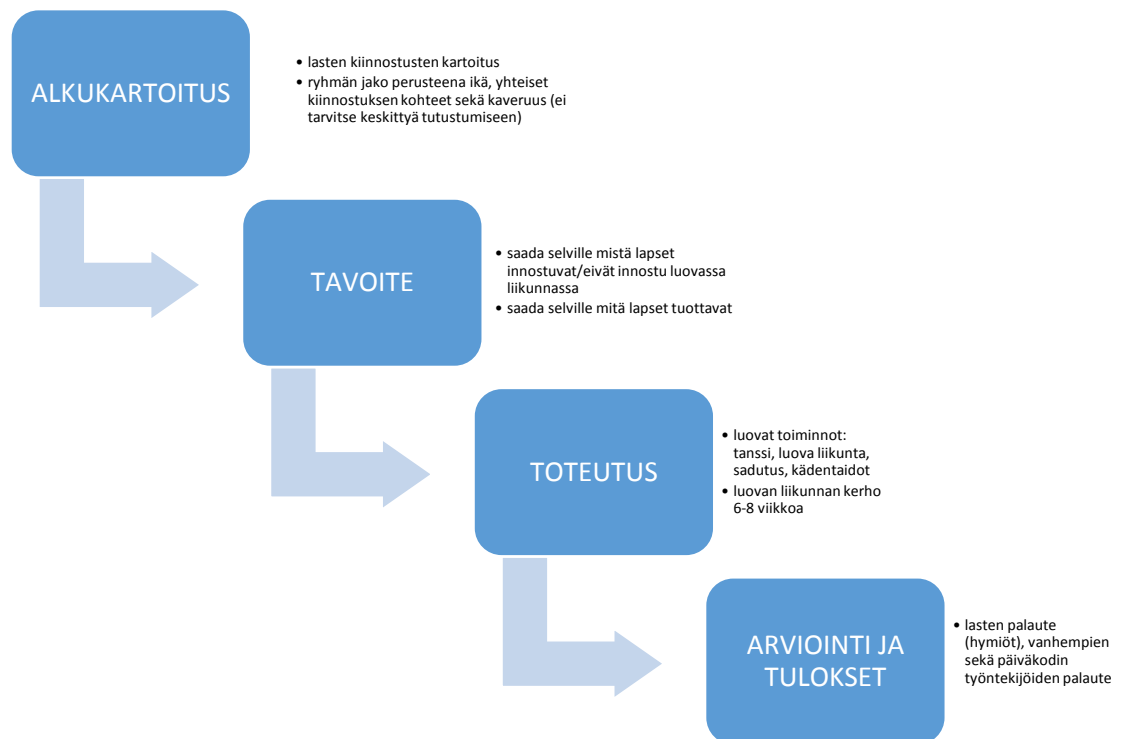 ALKUKARTOITUS
• lasten kiinnostusten kartoitus
• ryhmän jako perusteena ikä, yhteiset
kiinnostuksen kohteet sekä kaveruus (ei
tarvitse keskittyä tutustumiseen)
TAVOITE
• saada selville mistä lapset
innostuvat/eivät innostu luovassa
liikunnassa
• saada selville mitä lapset tuottavat
TOTEUTUS
• luovat toiminnot:
tanssi, luova liikunta,
sadutus, kädentaidot
• luovan liikunnan kerho
6-8 viikkoa
ARVIOINTI JA
TULOKSET
• lasten palaute
(hymiöt), vanhempien
sekä päiväkodin
työntekijöiden palaute